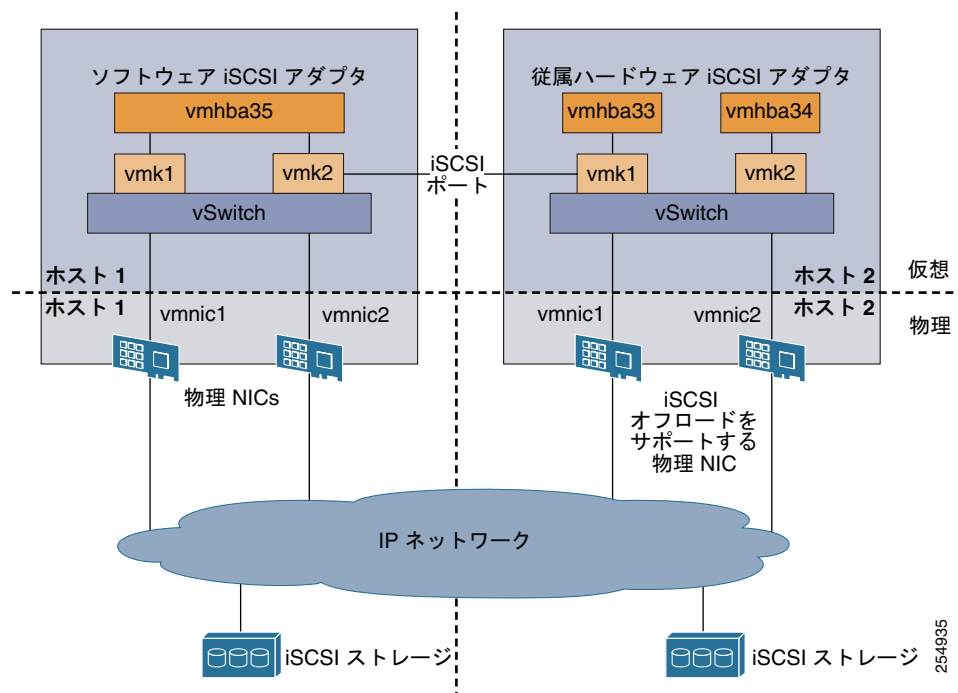 ソフトウェア iSCSI アダプタ
vmhba35
vmk1
vmk2
vSwitch
ホスト 1
ホスト 1
vmnic1
vmnic2
物理 NICs
iSCSI
ポート
従属ハードウェア iSCSI アダプタ
vmhba33
vmhba34
vmk1
vmk2
vSwitch
ホスト 2
仮想
ホスト 2
物理
vmnic1
vmnic2
iSCSI
オフロードを
サポートする
物理 NIC
IP ネットワーク
iSCSI ストレージ
iSCSI ストレージ
254935